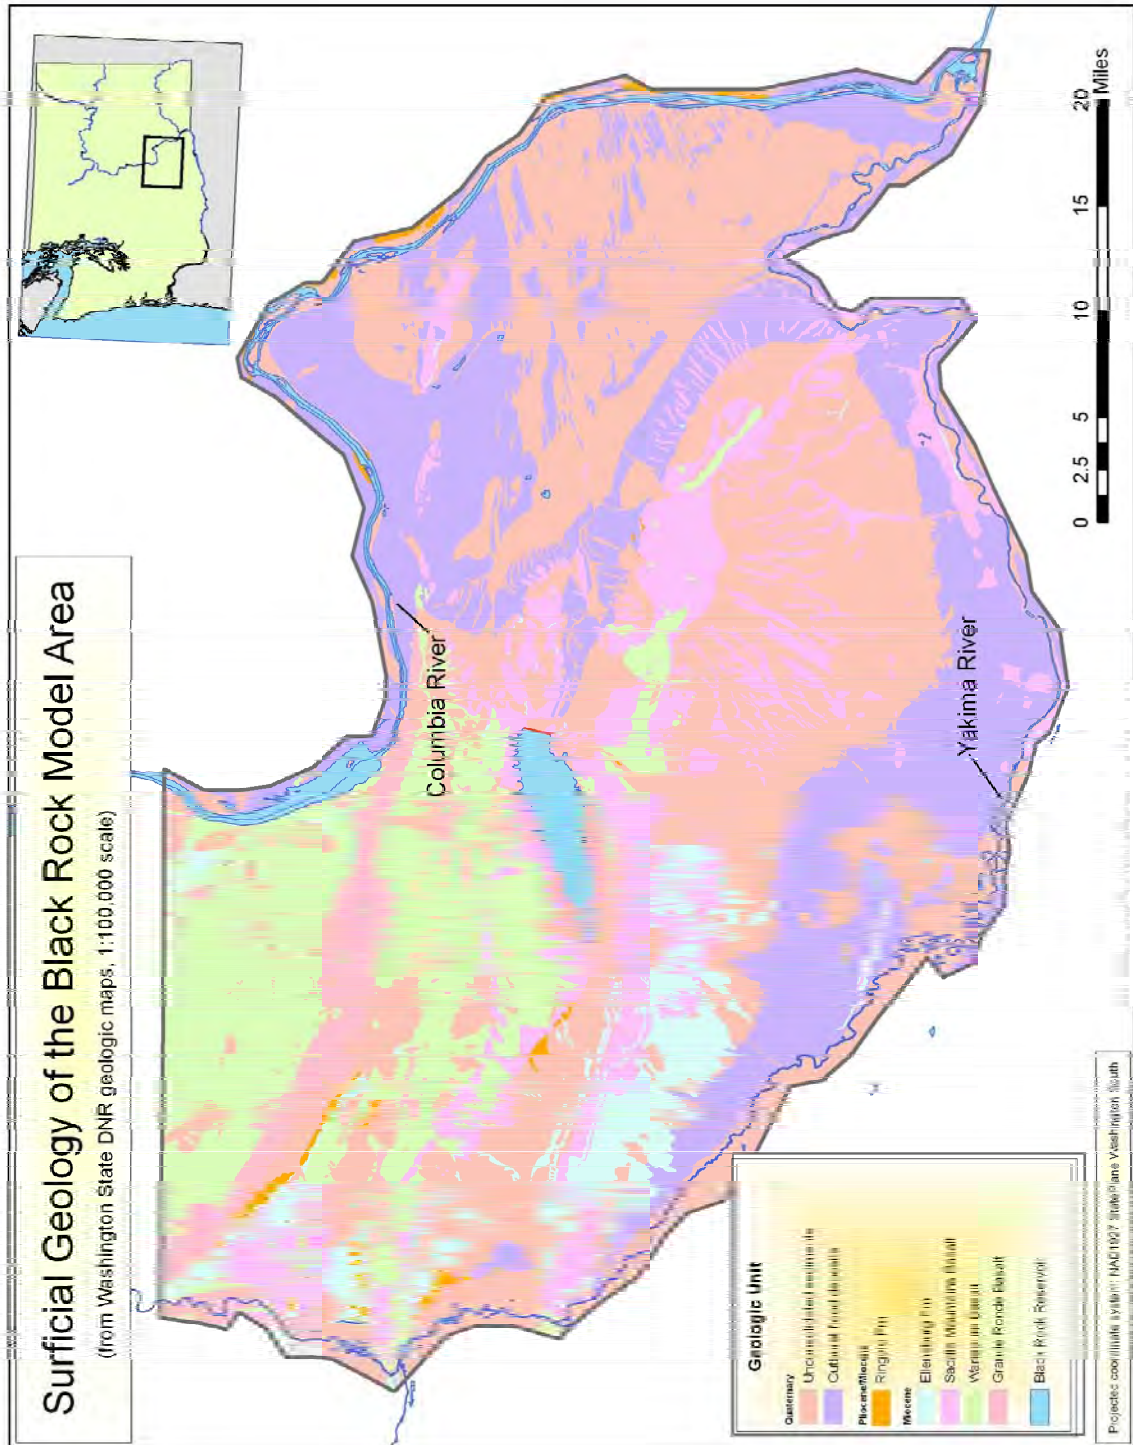 Surficial Geology of the Black Rock Model Area
(from Washington State DNR geologic maps, 1:100,000 scale)
Columbia River
Yakima River
0 2.5 5 10 15 20
Miles
Geologic Unit
Quaternary
Unconsolidated sediments
Outburst flood deposits
Pliocene/Miocene
Ringold Fm
Miocene
Ellensburg Fm
Saddle Mountains Basalt
Wanapum Basalt
Grande Ronde Basalt
Black Rock Reservoir
Projected coordinate system: NAD1927 StatePlane Washington South